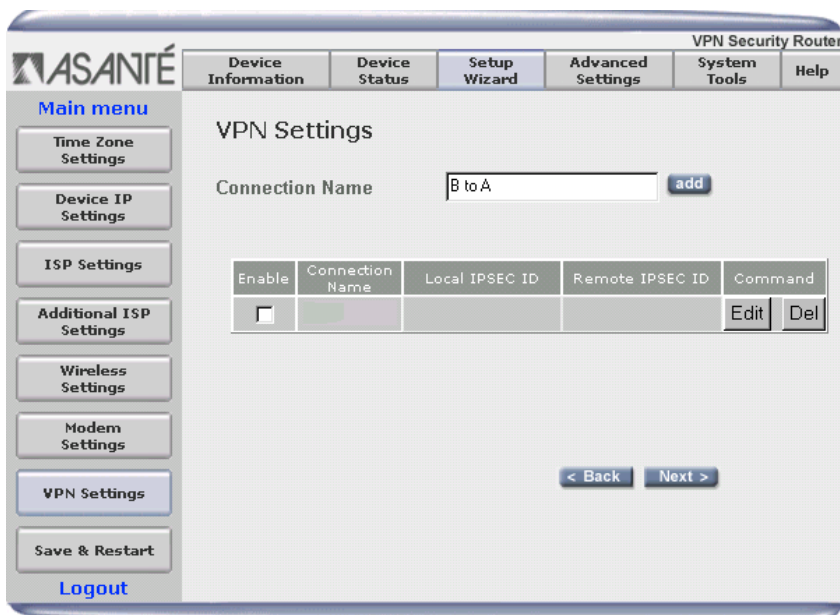 VPN Security Router
ASANTÉ
Device Information
Device Status
Setup Wizard
Advanced Settings
System Tools
Help
Main menu
Time Zone Settings
Device IP Settings
ISP Settings
Additional ISP Settings
Wireless Settings
Modem Settings
VPN Settings
Save & Restart
Logout
VPN Settings
Connection Name
B to A
add
Enable
Connection Name
Local IPSEC ID
Remote IPSEC ID
Command
Edit
Del
< Back
Next >